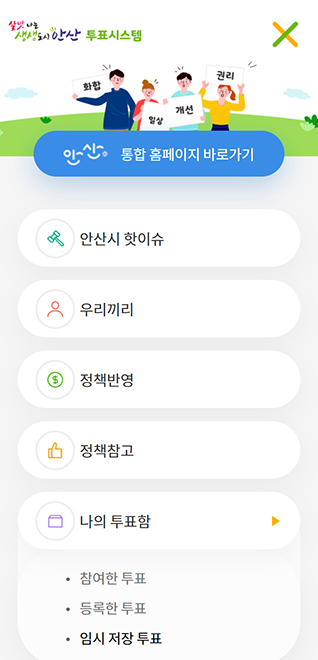 살맛 나는
생생도시 안산 투표시스템
화합
일상
개선
권리
안산 통합 홈페이지 바로가기
안산시 핫이슈
우리끼리
정책반영
정책참고
나의 투표함
• 참여한 투표
• 등록한 투표
• 임시 저장 투표